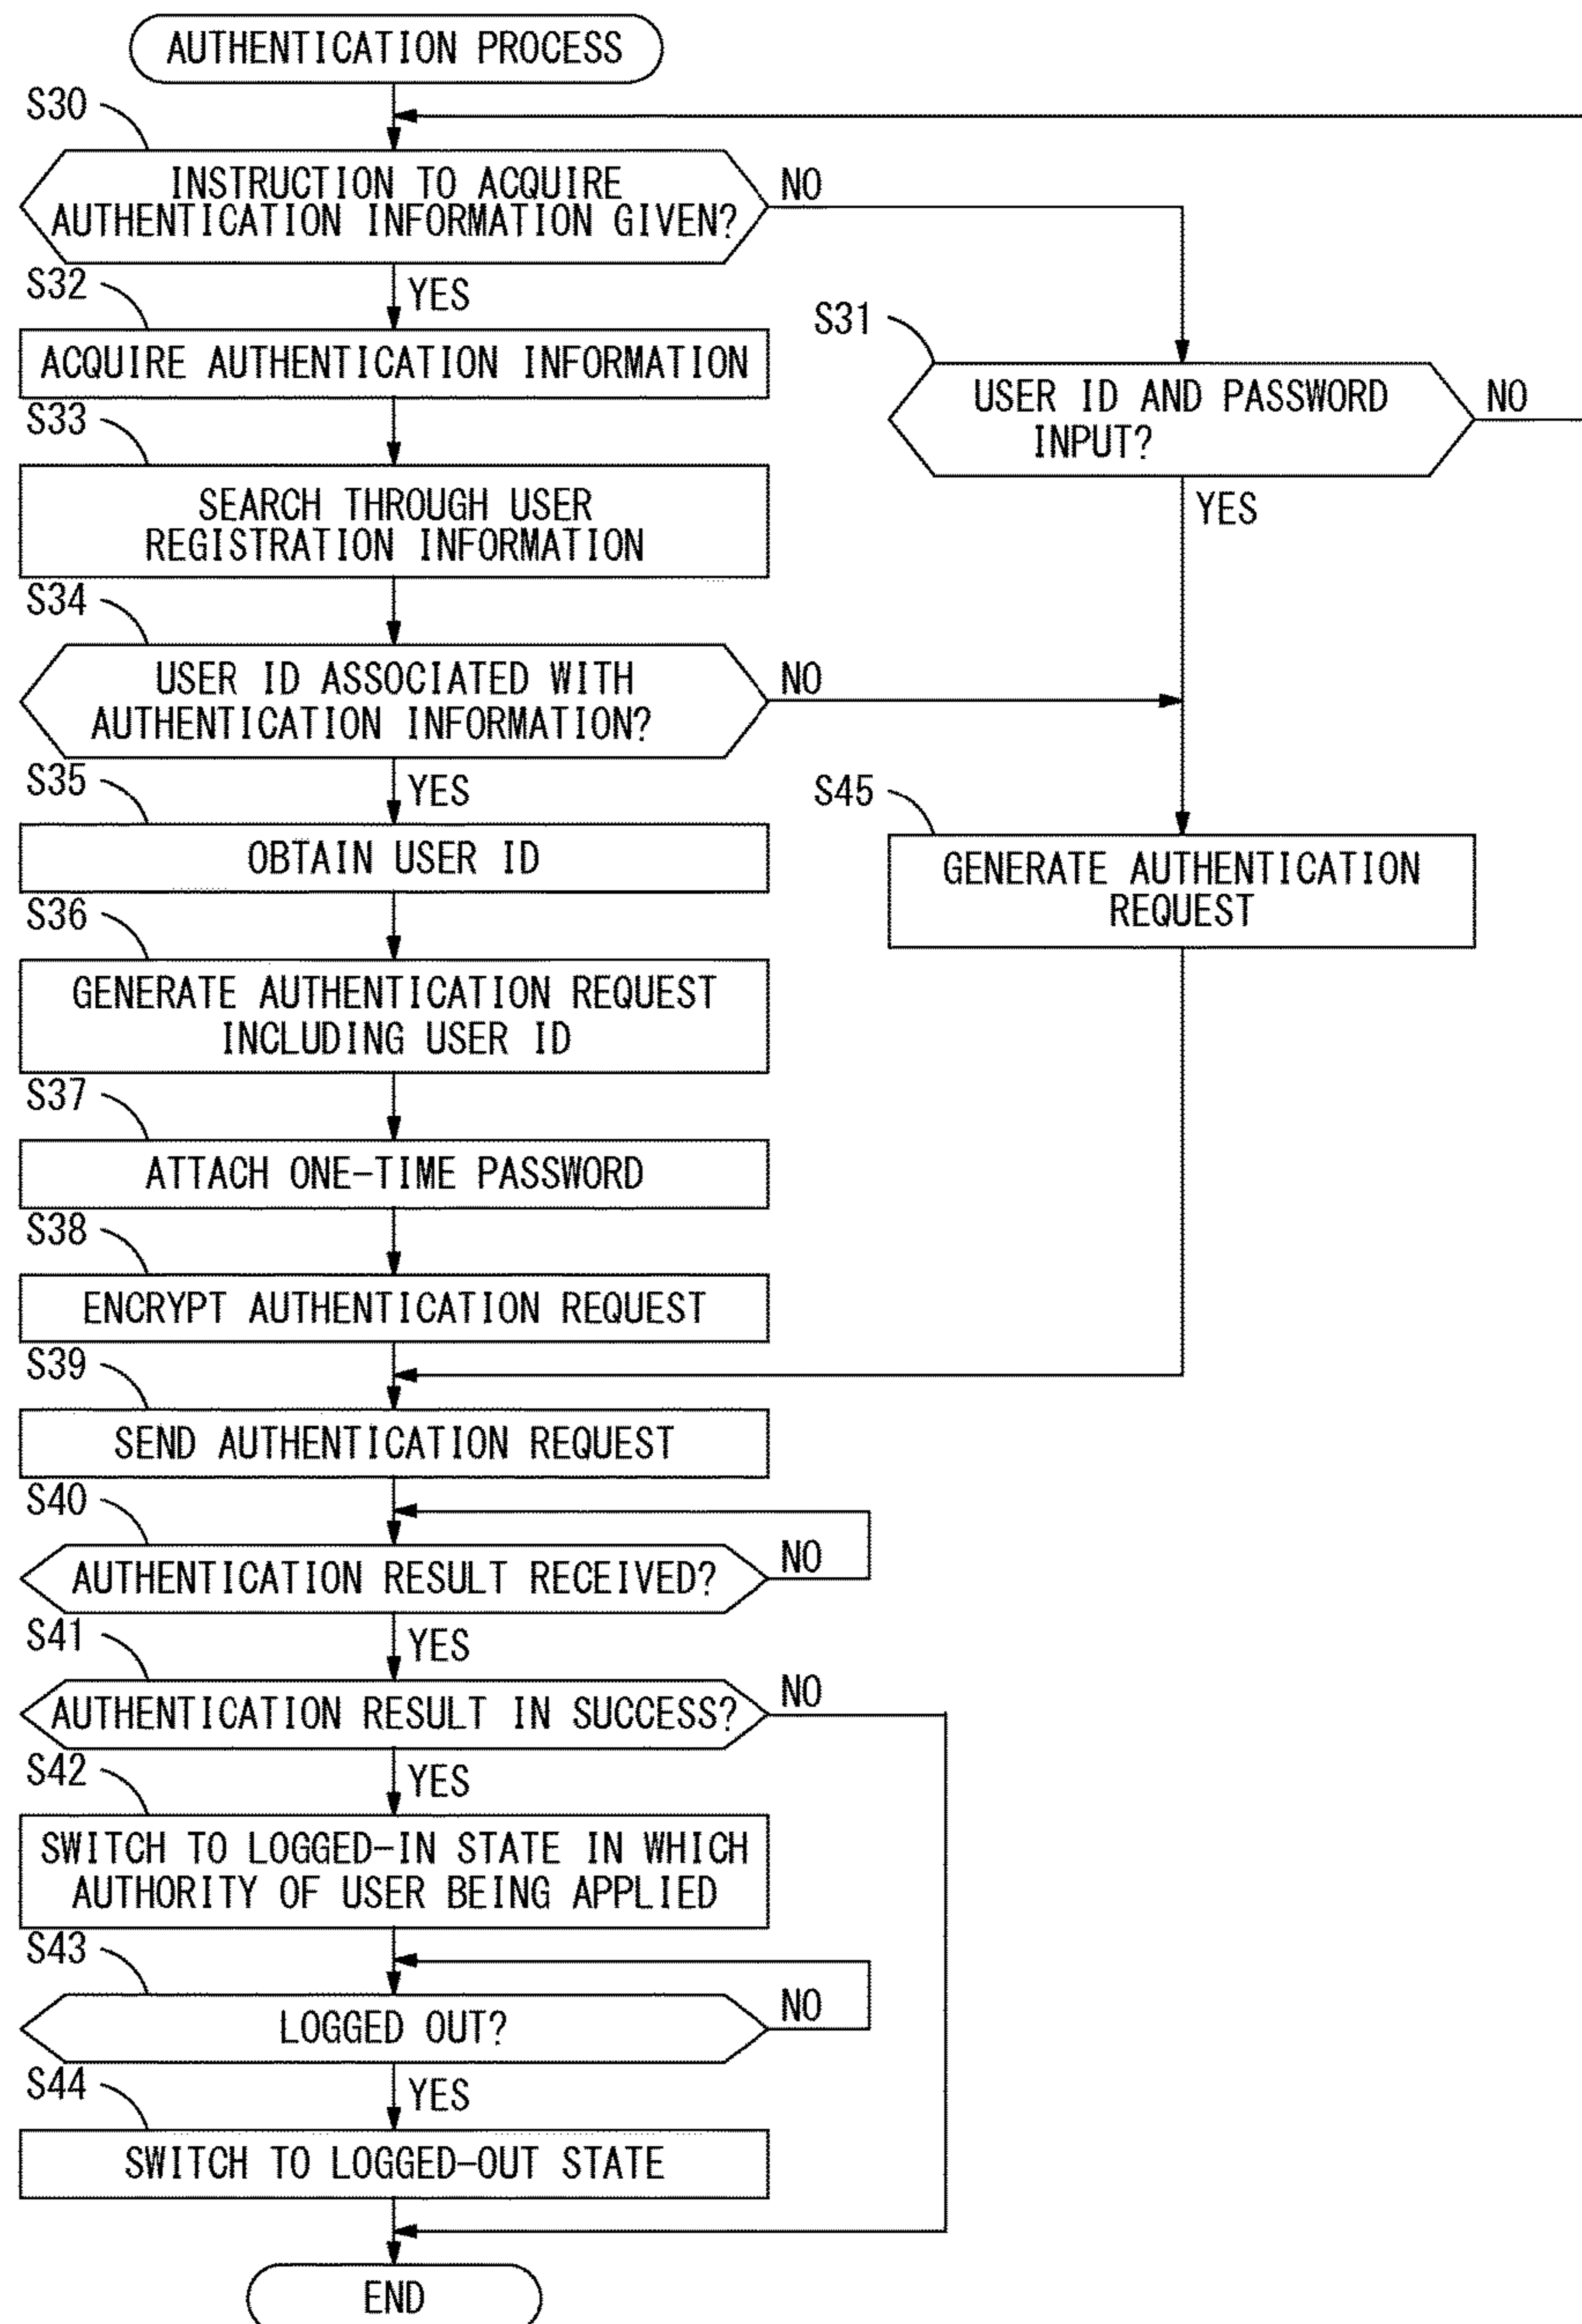 AUTHENTICATION PROCESS
S30
INSTRUCTION TO ACQUIRE
AUTHENTICATION INFORMATION GIVEN?
NO
YES
S32
ACQUIRE AUTHENTICATION INFORMATION
S31
USER ID AND PASSWORD
INPUT?
NO
YES
S33
SEARCH THROUGH USER
REGISTRATION INFORMATION
S34
USER ID ASSOCIATED WITH
AUTHENTICATION INFORMATION?
NO
YES
S35
OBTAIN USER ID
S45
GENERATE AUTHENTICATION
REQUEST
S36
GENERATE AUTHENTICATION REQUEST
INCLUDING USER ID
S37
ATTACH ONE-TIME PASSWORD
S38
ENCRYPT AUTHENTICATION REQUEST
S39
SEND AUTHENTICATION REQUEST
S40
AUTHENTICATION RESULT RECEIVED?
NO
YES
S41
AUTHENTICATION RESULT IN SUCCESS?
NO
YES
S42
SWITCH TO LOGGED-IN STATE IN WHICH
AUTHORITY OF USER BEING APPLIED
S43
LOGGED OUT?
NO
YES
S44
SWITCH TO LOGGED-OUT STATE
END